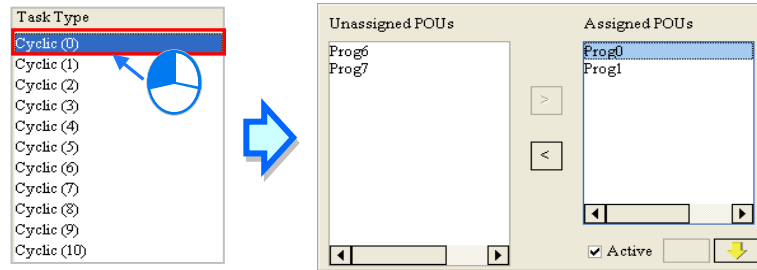 Task Type
Cyclic (0)
Cyclic (1)
Cyclic (2)
Cyclic (3)
Cyclic (4)
Cyclic (5)
Cyclic (6)
Cyclic (7)
Cyclic (8)
Cyclic (9)
Cyclic (10)
Unassigned POUs
Prog6
Prog7
>
<
Assigned POUs
Prog0
Prog1
Active